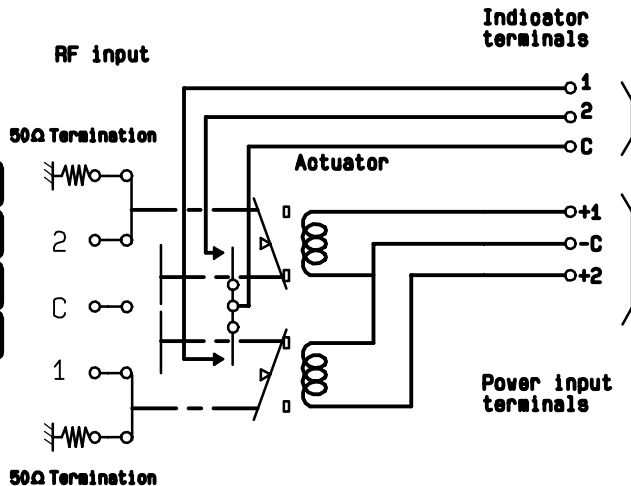 Indicator
terminals
RF input
1
2
C
50Ω Termination
Actuator
+1
-C
+2
2
C
1
Power input
terminals
50Ω Termination